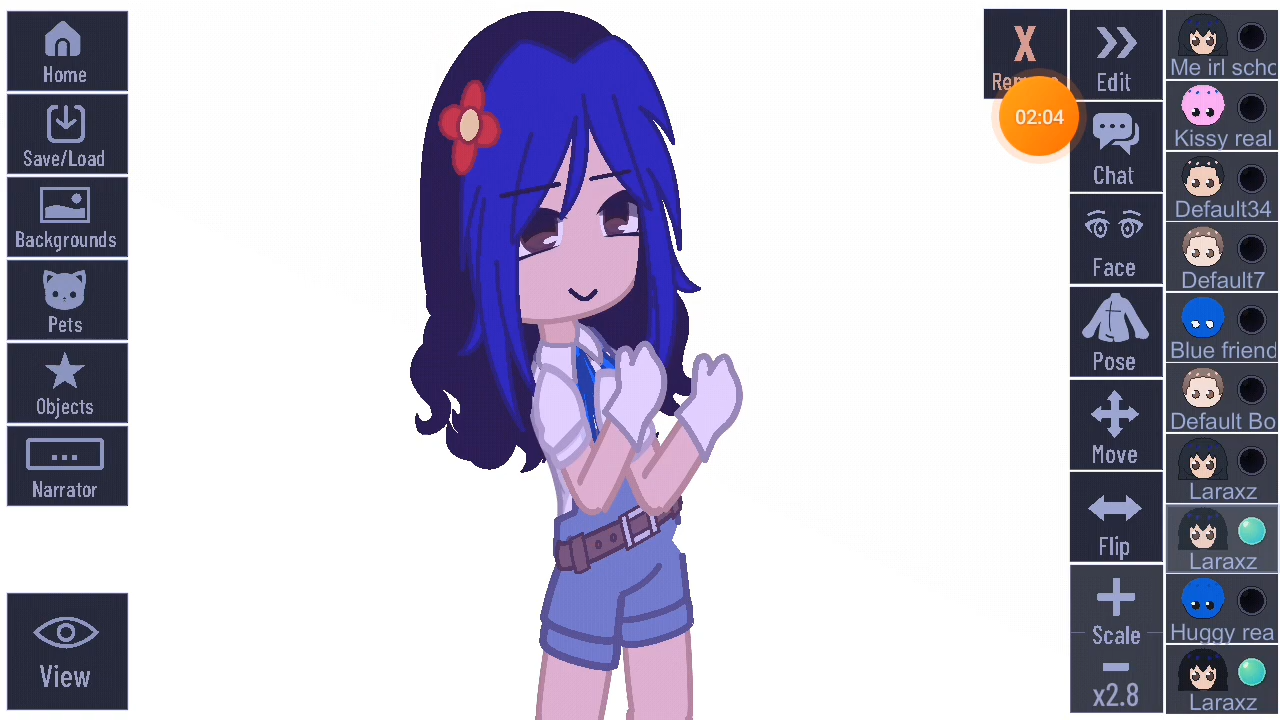 Home
Save/Load
Backgrounds
Pets
Objects
Narrator
View
X
02:04
Edit
Chat
Face
Pose
Move
Flip
Scale
x2.8
Me irl scho
Kissy real
Default34
Default7
Blue friend
Default Bo
Laraxz
Laraxz
Huggy rea
Laraxz